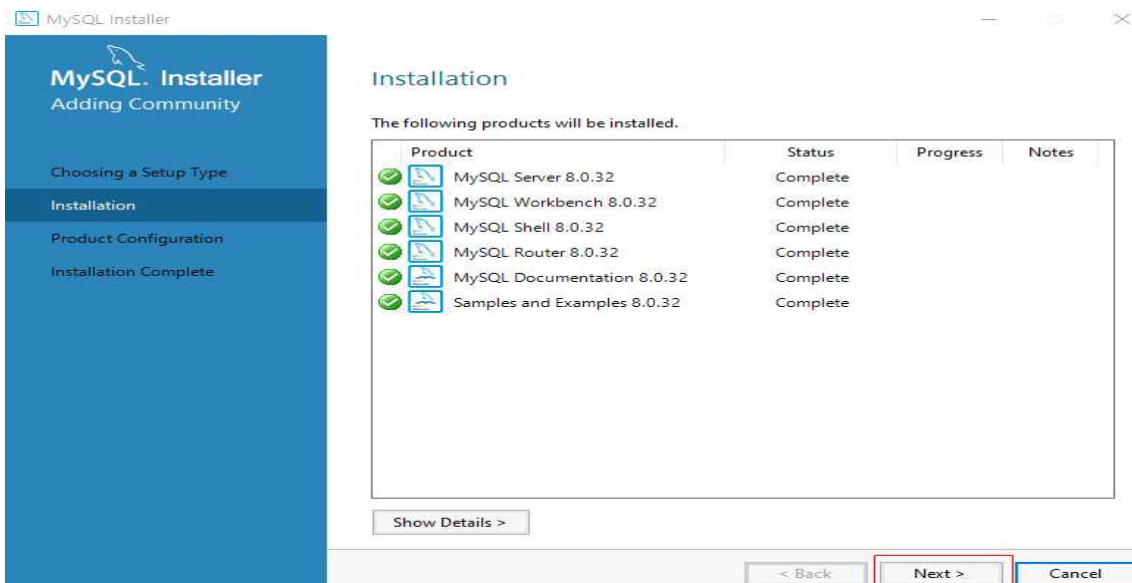 MySQL Installer
MySQL. Installer
Adding Community
Choosing a Setup Type
Installation
Product Configuration
Installation Complete
Installation
The following products will be installed.
Product Status Progress Notes
MySQL Server 8.0.32 Complete
MySQL Workbench 8.0.32 Complete
MySQL Shell 8.0.32 Complete
MySQL Router 8.0.32 Complete
MySQL Documentation 8.0.32 Complete
Samples and Examples 8.0.32 Complete
Show Details >
< Back Next > Cancel